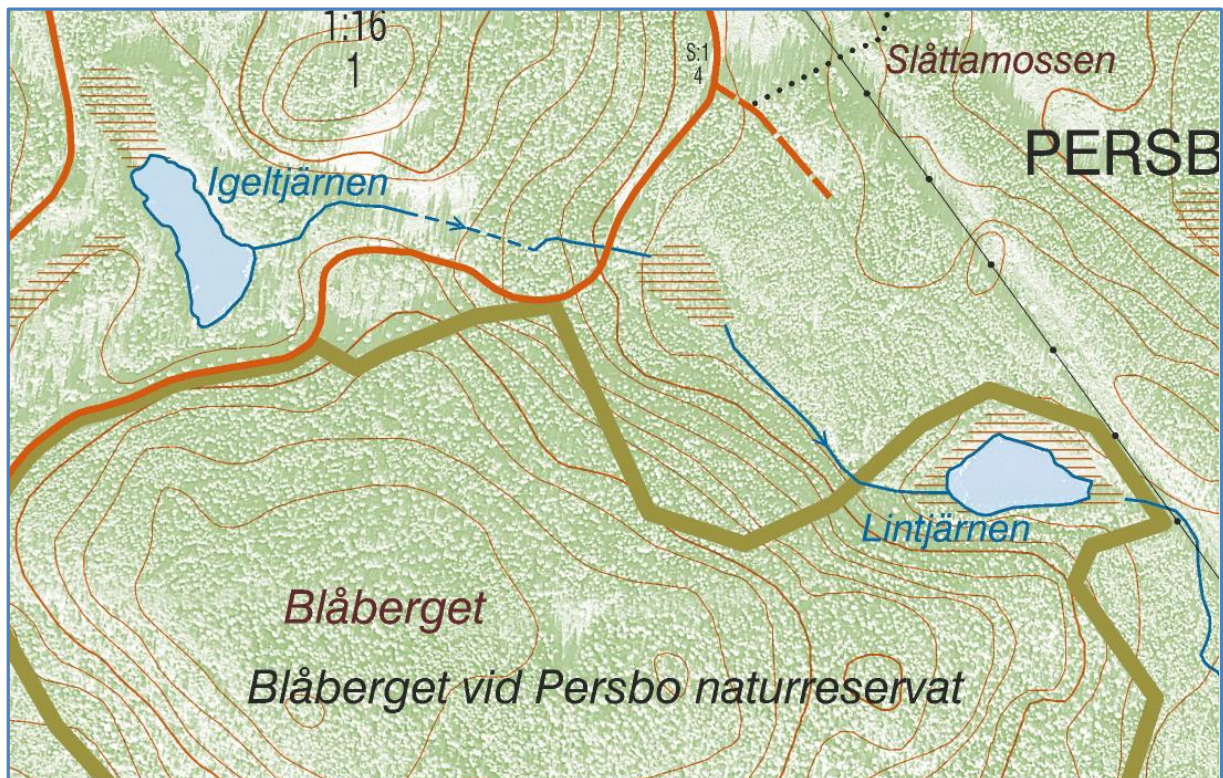 1:16
1
S:1
4
Slåttamossen
PERSB
Igeltjärnen
Lintjärnen
Blåberget
Blåberget vid Persbo naturreservat